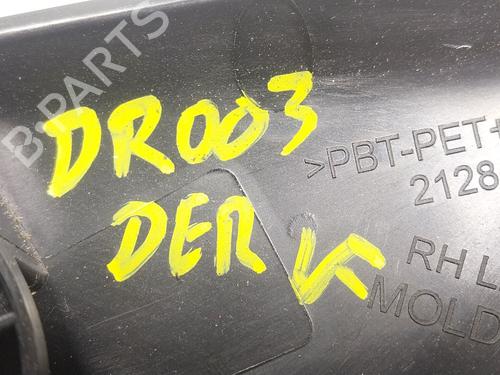 B-PARTS
DR003
DER K
>PBT-PET+
2128
RH L
MOLD